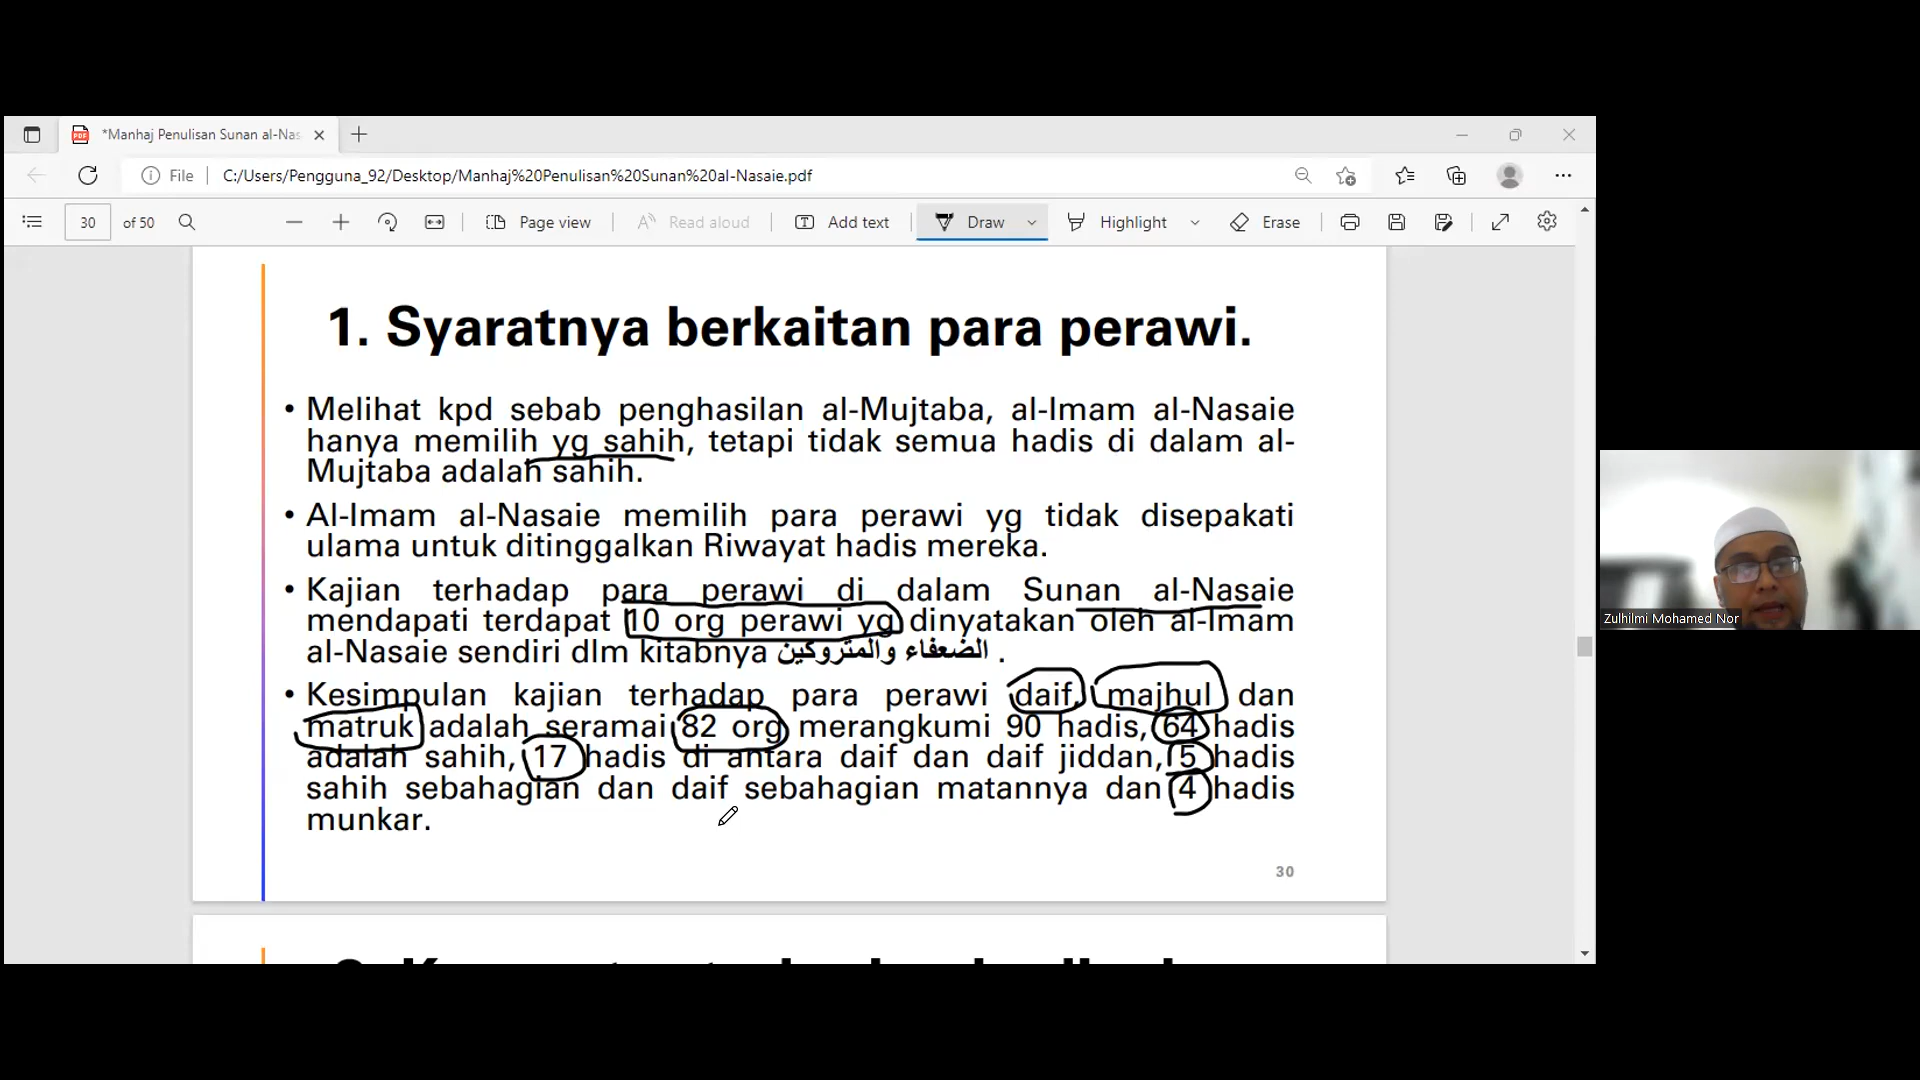 *Manhaj Penulisan Sunan al-Nas
File
C:/Users/Pengguna_92/Desktop/Manhaj%20Penulisan%20Sunan%20al-Nasaie.pdf
30 of 50
Page view
Read aloud
Add text
Draw
Highlight
Erase
1. Syaratnya berkaitan para perawi.
• Melihat kpd sebab penghasilan al-Mujtaba, al-Imam al-Nasaie
hanya memilih yg sahih, tetapi tidak semua hadis di dalam al-
Mujtaba adalah sahih.
• Al-Imam al-Nasaie memilih para perawi yg tidak disepakati
ulama untuk ditinggalkan Riwayat hadis mereka.
• Kajian terhadap para perawi di dalam Sunan al-Nasaie
mendapati terdapat 10 org perawi yg dinyatakan oleh al-Imam
al-Nasaie sendiri dlm kitabnya الضعفاء والمتروكين .
• Kesimpulan kajian terhadap para perawi daif, majhul dan
matruk adalah seramai 82 org merangkumi 90 hadis, 64 hadis
adalah sahih, 17 hadis di antara daif dan daif jiddan, 5 hadis
sahih sebahagian dan daif sebahagian matannya dan 4 hadis
munkar.
30
Zulhilmi Mohamed Nor